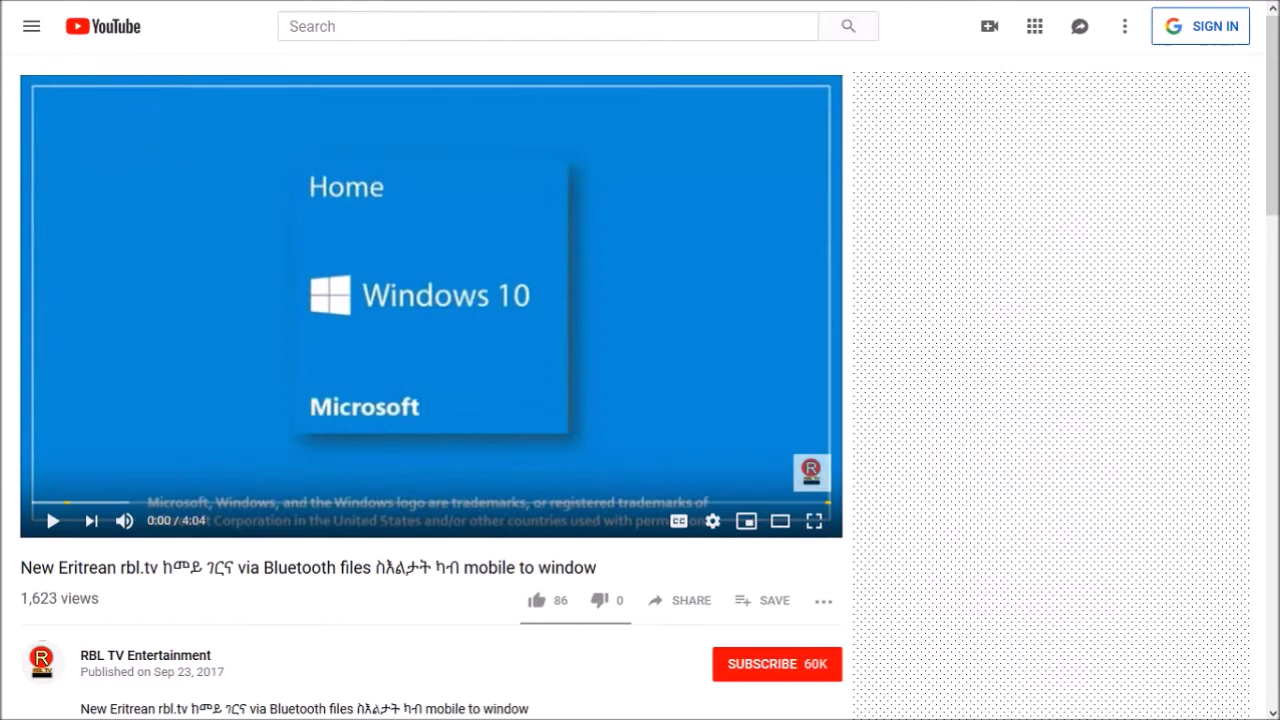 YouTube
Search
SIGN IN
Home
Windows 10
Microsoft
R
Microsoft, Windows, and the Windows logo are trademarks, or registered trademarks of
Corporation in the United States and/or other countries used with
0:00 / 4:04
CC
New Eritrean rbl.tv ከመይ ገርና via Bluetooth files ስእልታት ካብ mobile to window
1,623 views
86
0
SHARE
SAVE
R
RBL TV
RBL TV Entertainment
Published on Sep 23, 2017
SUBSCRIBE 60K
New Eritrean rbl.tv ከመይ ገርና via Bluetooth files ስእልታት ካብ mobile to window